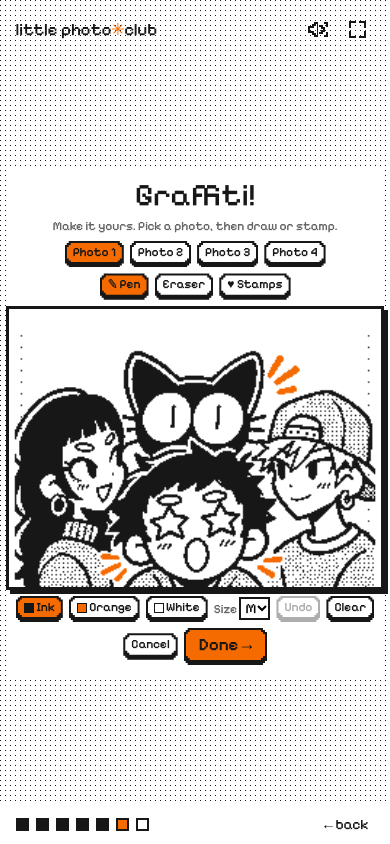 little photo✳club
Graffiti!
Make it yours. Pick a photo, then draw or stamp.
Photo 1 Photo 2 Photo 3 Photo 4
✎ Pen Eraser ♥ Stamps
Ink Orange White Size M Undo Clear
Cancel Done→
←back